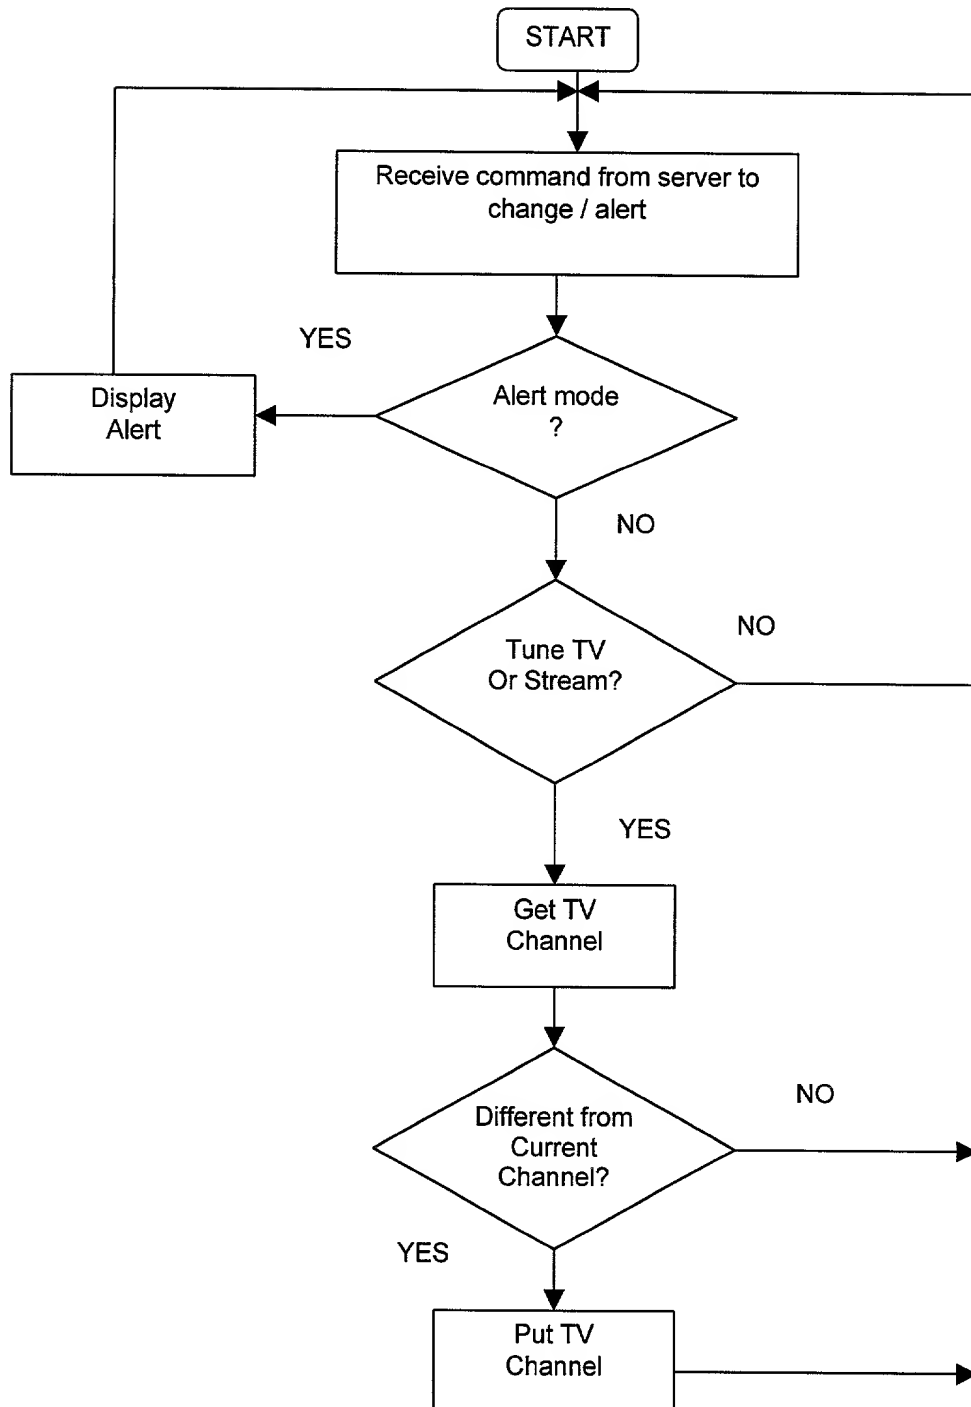 START
Receive command from server to
change / alert
YES
Alert mode
?
Display
Alert
NO
Tune TV
Or Stream?
NO
YES
Get TV
Channel
Different from
Current
Channel?
NO
YES
Put TV
Channel